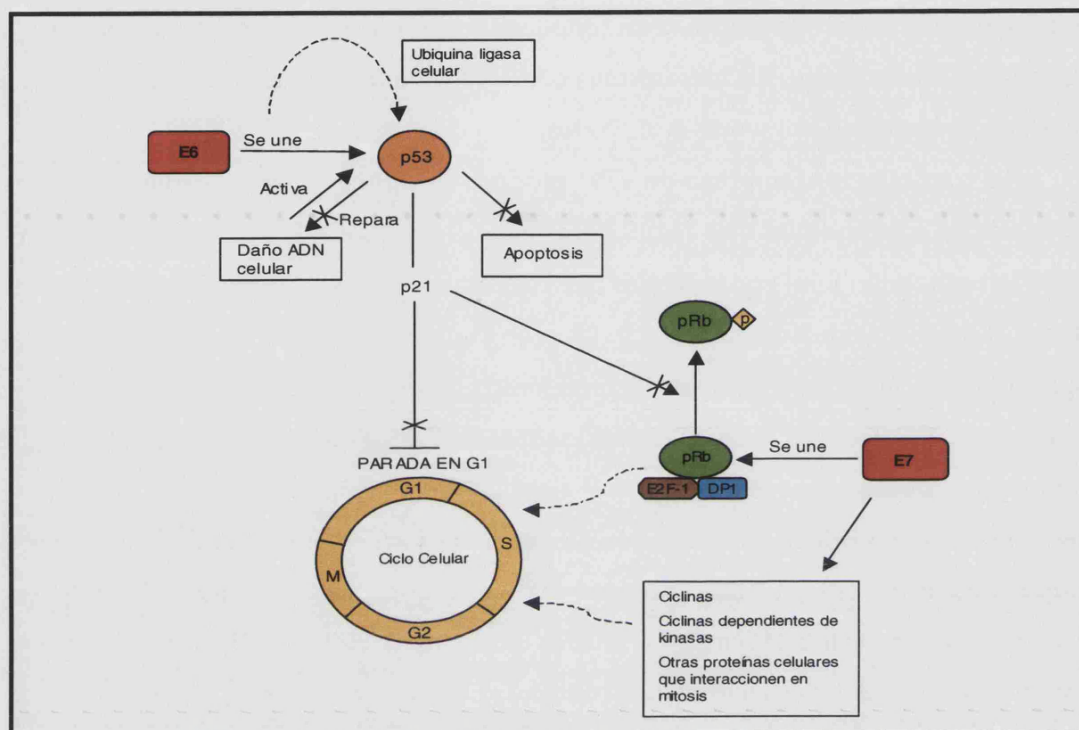 Ubiquina ligasa
celular
E6
Se une
p53
Activa
Repara
Daño ADN
celular
Apoptosis
p21
pRb
p
PARADA EN G1
pRb
Se une
E7
E2F-1
DP1
G1
S
Ciclo Celular
M
G2
Ciclinas
Ciclinas dependientes de
kinasas
Otras proteínas celulares
que interaccionen en
mitosis